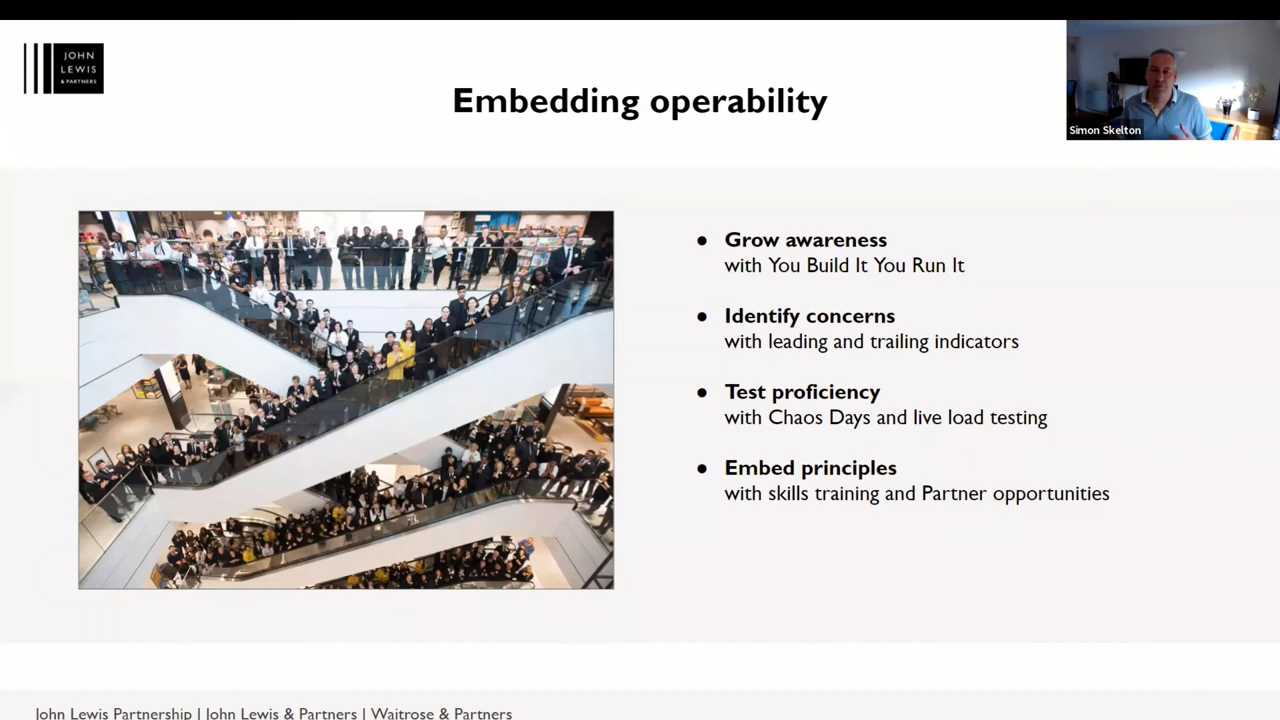 JOHN
LEWIS
& PARTNERS
Embedding operability
Simon Skelton
● Grow awareness
with You Build It You Run It
● Identify concerns
with leading and trailing indicators
● Test proficiency
with Chaos Days and live load testing
● Embed principles
with skills training and Partner opportunities
John Lewis Partnership | John Lewis & Partners | Waitrose & Partners